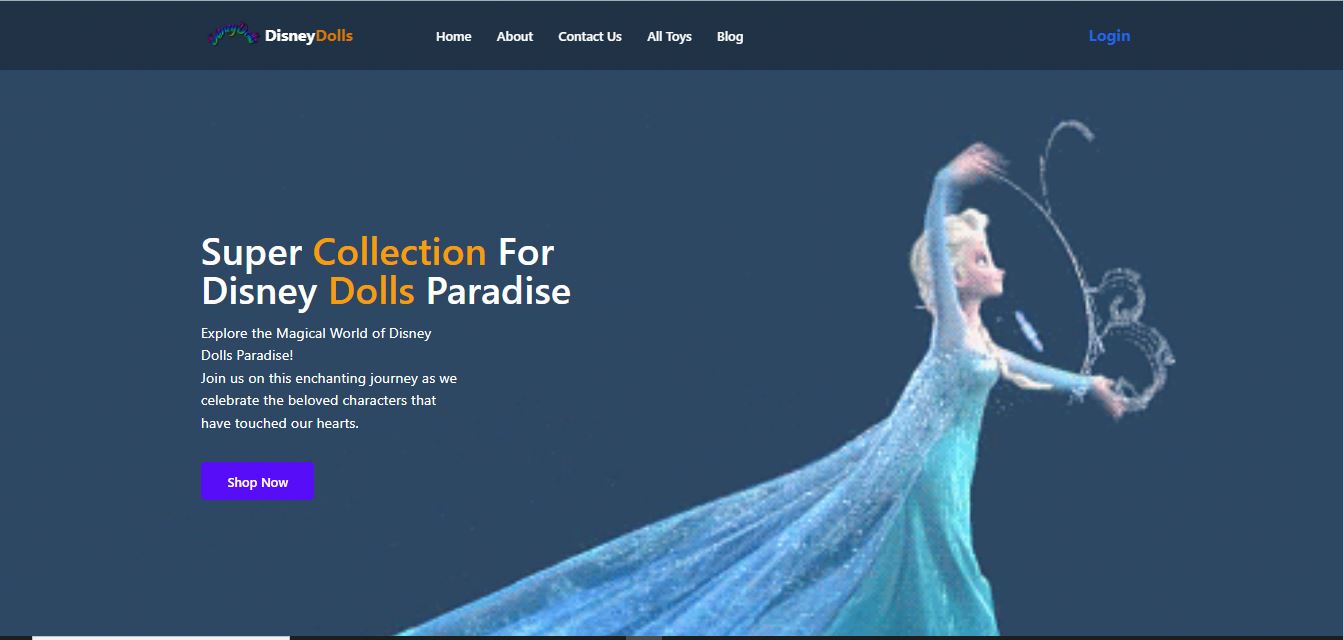 DisneyDolls
Home About Contact Us All Toys Blog
Login
Super Collection For
Disney Dolls Paradise
Explore the Magical World of Disney
Dolls Paradise!
Join us on this enchanting journey as we
celebrate the beloved characters that
have touched our hearts.
Shop Now